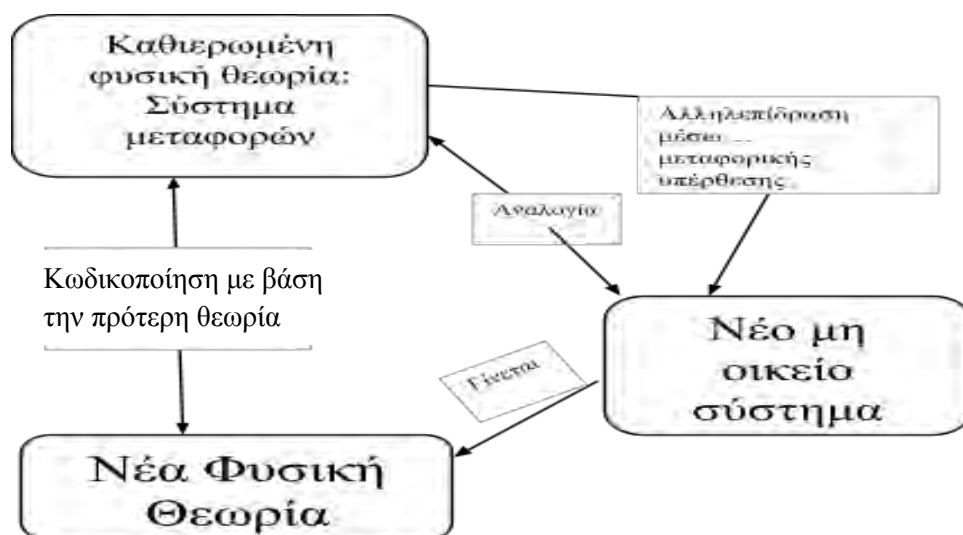 Καθιερωμένη
φυσική θεωρία:
Σύστημα
μεταφορών
Αλληλεπίδραση
μέσω ...
μεταφορικής
υπέρθεσης.
Αναλογία
Κωδικοποίηση με βάση
την πρότερη θεωρία
Νέο μη
οικείο
σύστημα
Γίνεται
Νέα Φυσική
Θεωρία